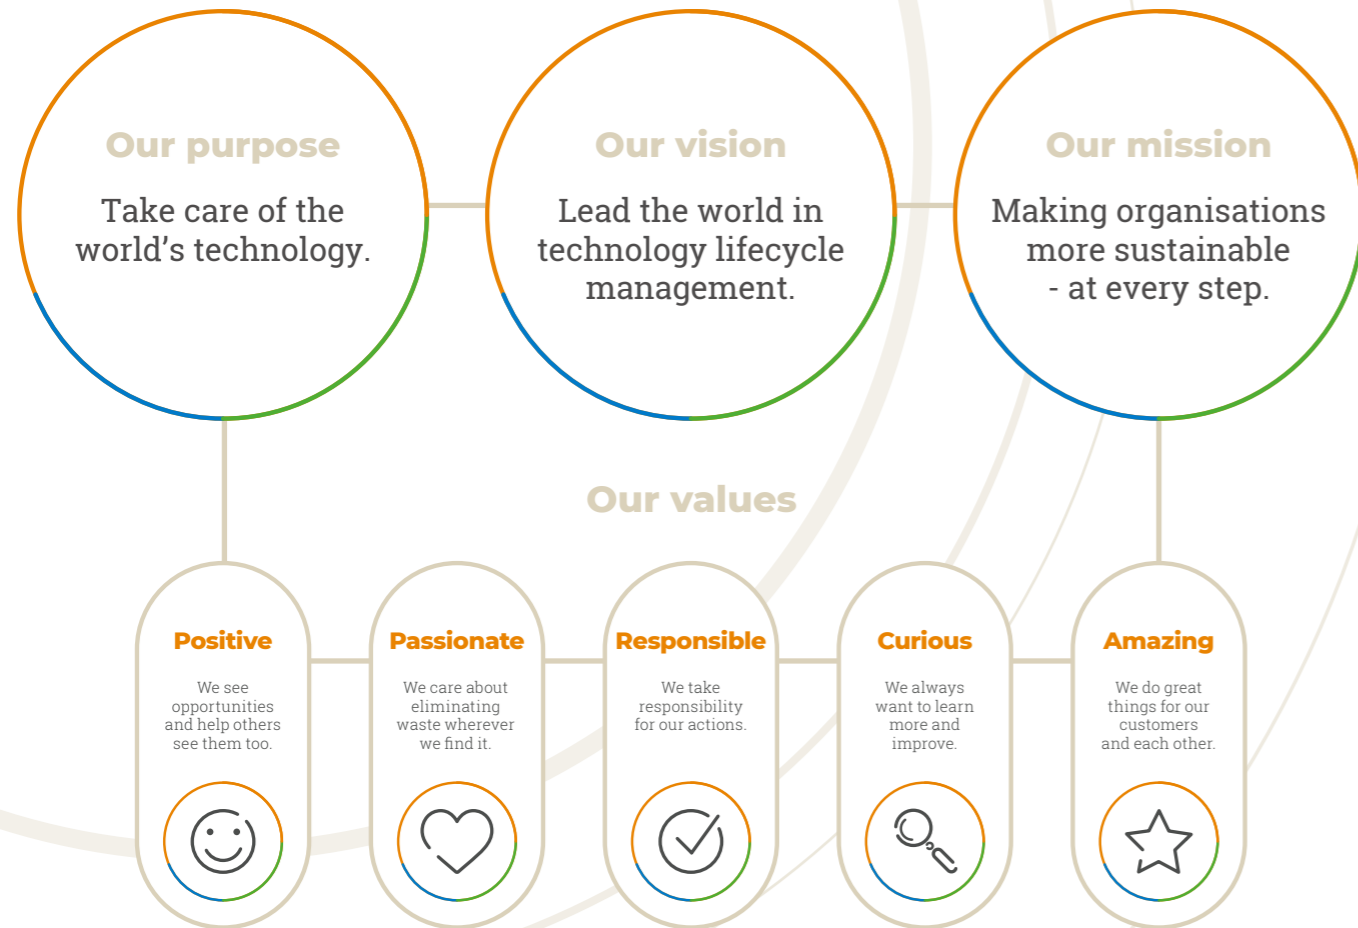 Our purpose
Take care of the
world's technology.
Our vision
Lead the world in
technology lifecycle
management.
Our mission
Making organisations
more sustainable
- at every step.
Our values
Positive
We see
opportunities
and help others
see them too.
Passionate
We care about
eliminating
waste wherever
we find it.
Responsible
We take
responsibility
for our actions.
Curious
We always
want to learn
more and
improve.
Amazing
We do great
things for our
customers
and each other.